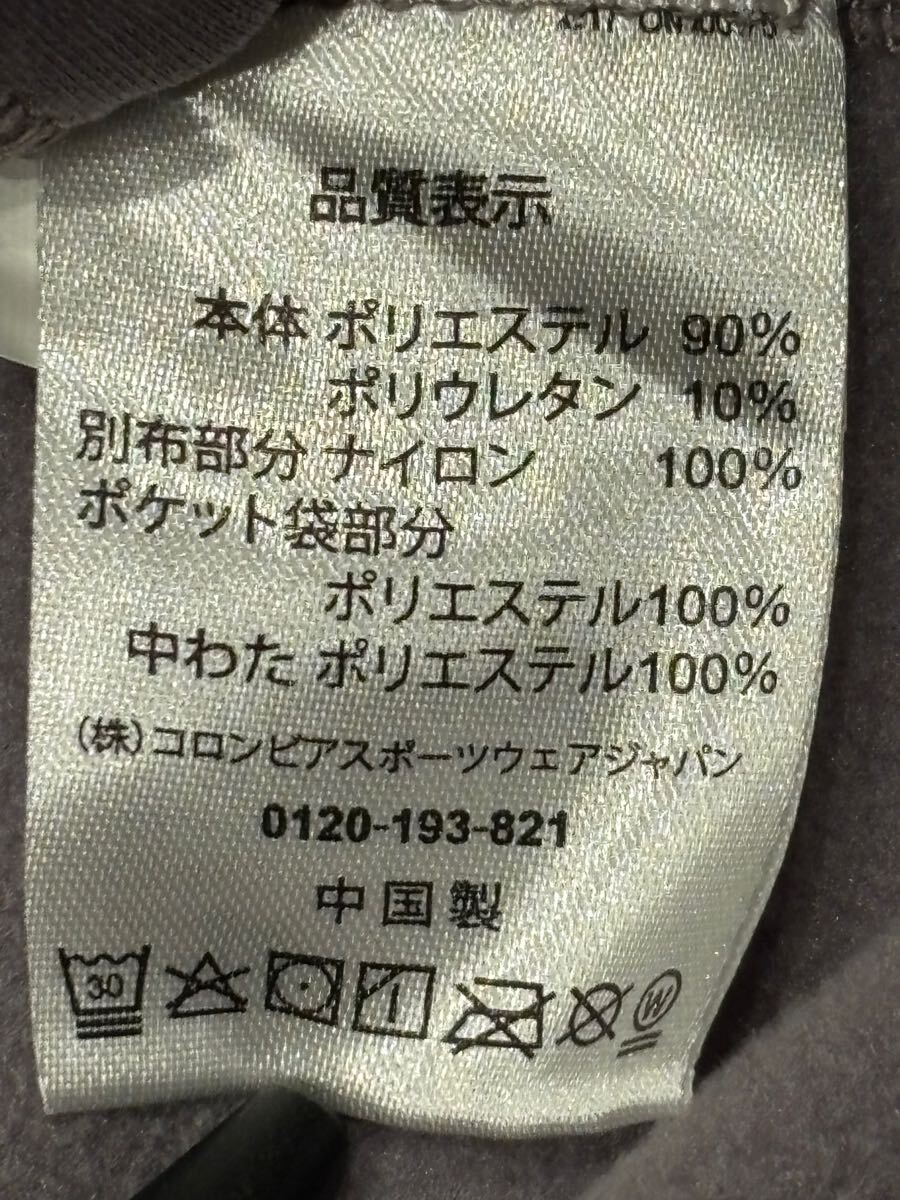 品質表示
本体 ポリエステル 90%
ポリウレタン 10%
別布部分 ナイロン 100%
ポケット袋部分
ポリエステル100%
中わた ポリエステル100%
(株)コロンビアスポーツウェアジャパン
0120-193-821
中国製
30
W